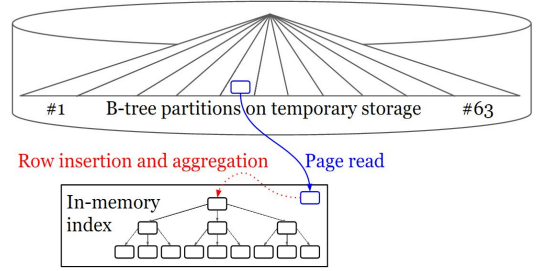 #1 B-tree partitions on temporary storage #63
Row insertion and aggregation Page read
In-memory
index